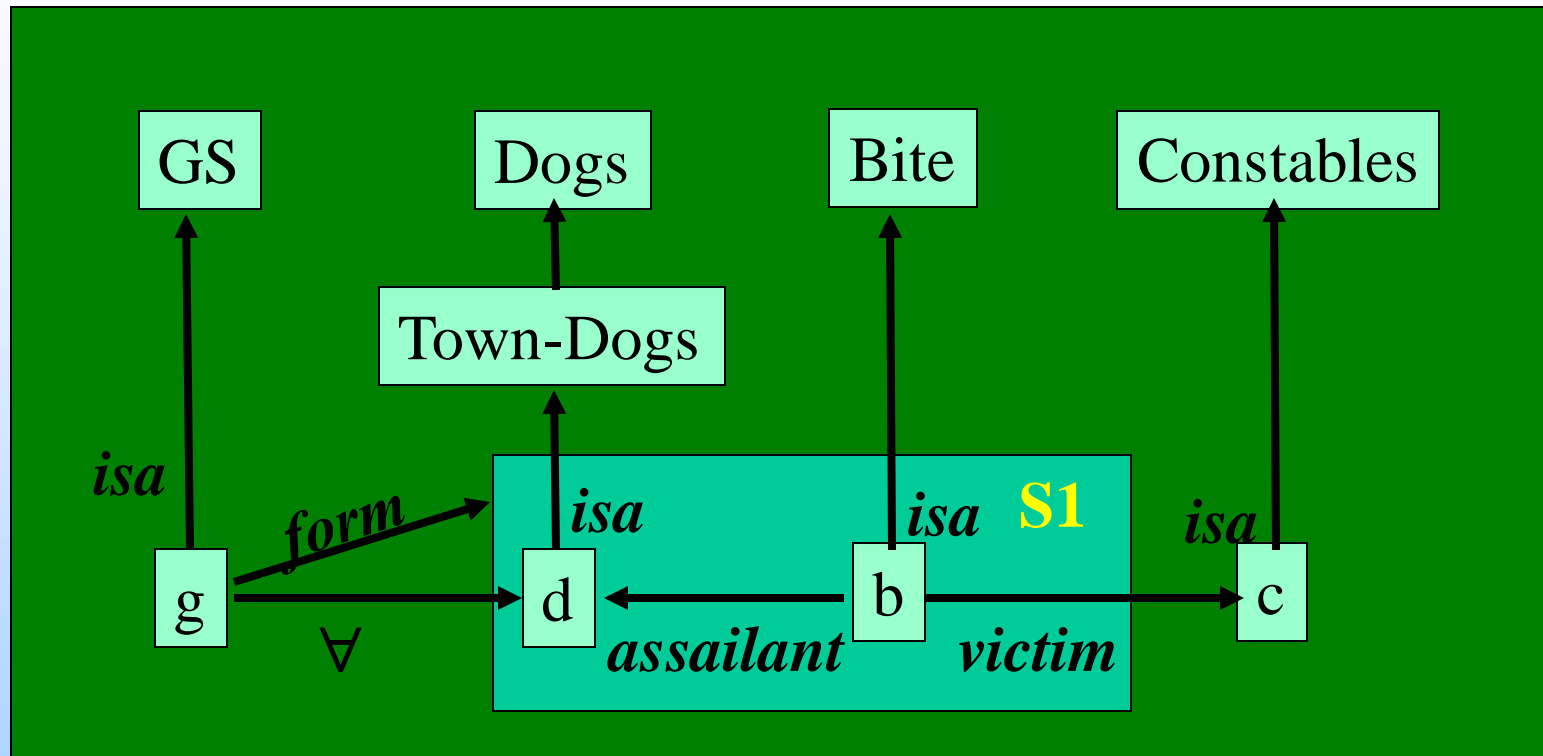 GS
Dogs
Bite
Constables
Town-Dogs
isa
form
isa
isa
S1
isa
g
d
b
c
∀
assailant
victim